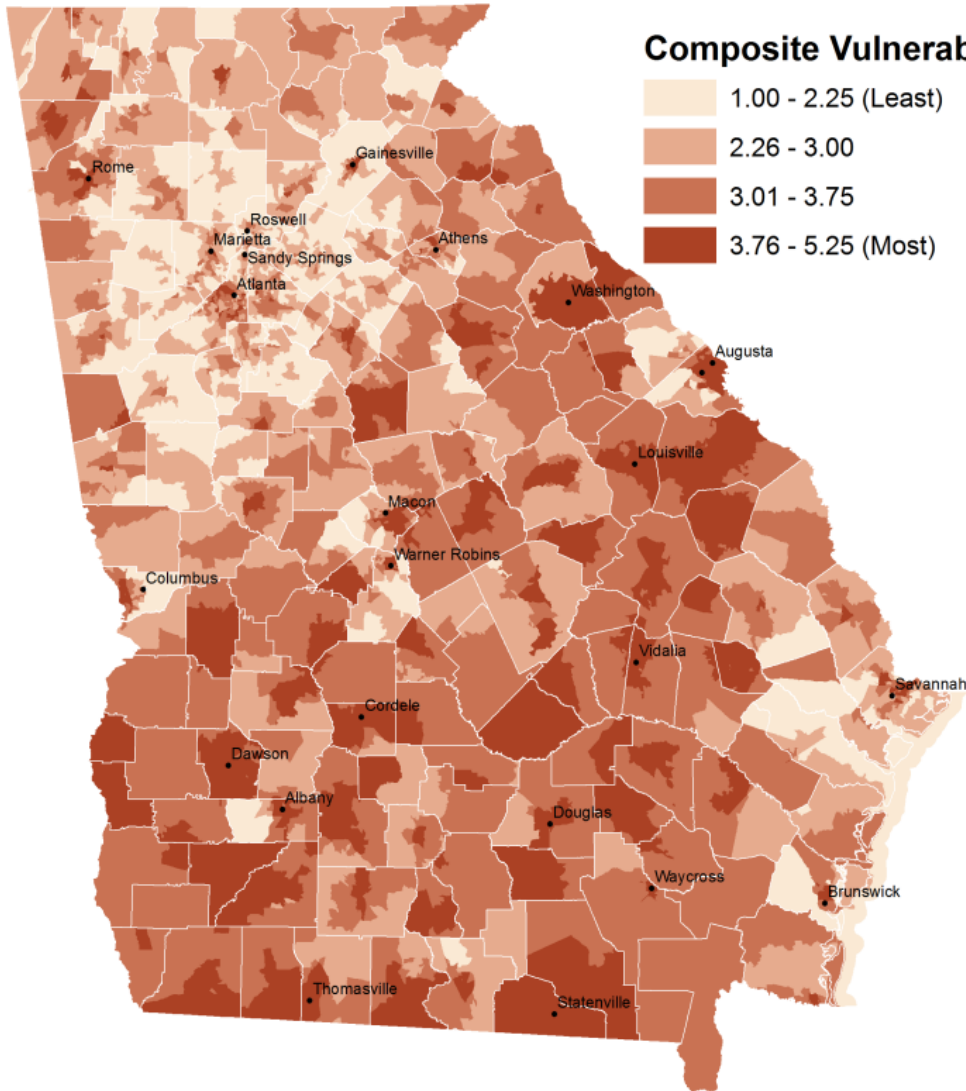 Composite Vulnerab
1.00 - 2.25 (Least)
2.26 - 3.00
3.01 - 3.75
3.76 - 5.25 (Most)
Gainesville
Rome
Roswell
Marietta
Athens
Sandy Springs
Atlanta
Washington
Augusta
Louisville
Macon
Warner Robins
Columbus
Vidalia
Savannah
Cordele
Dawson
Albany
Douglas
Waycross
Brunswick
Thomasville
Statenville